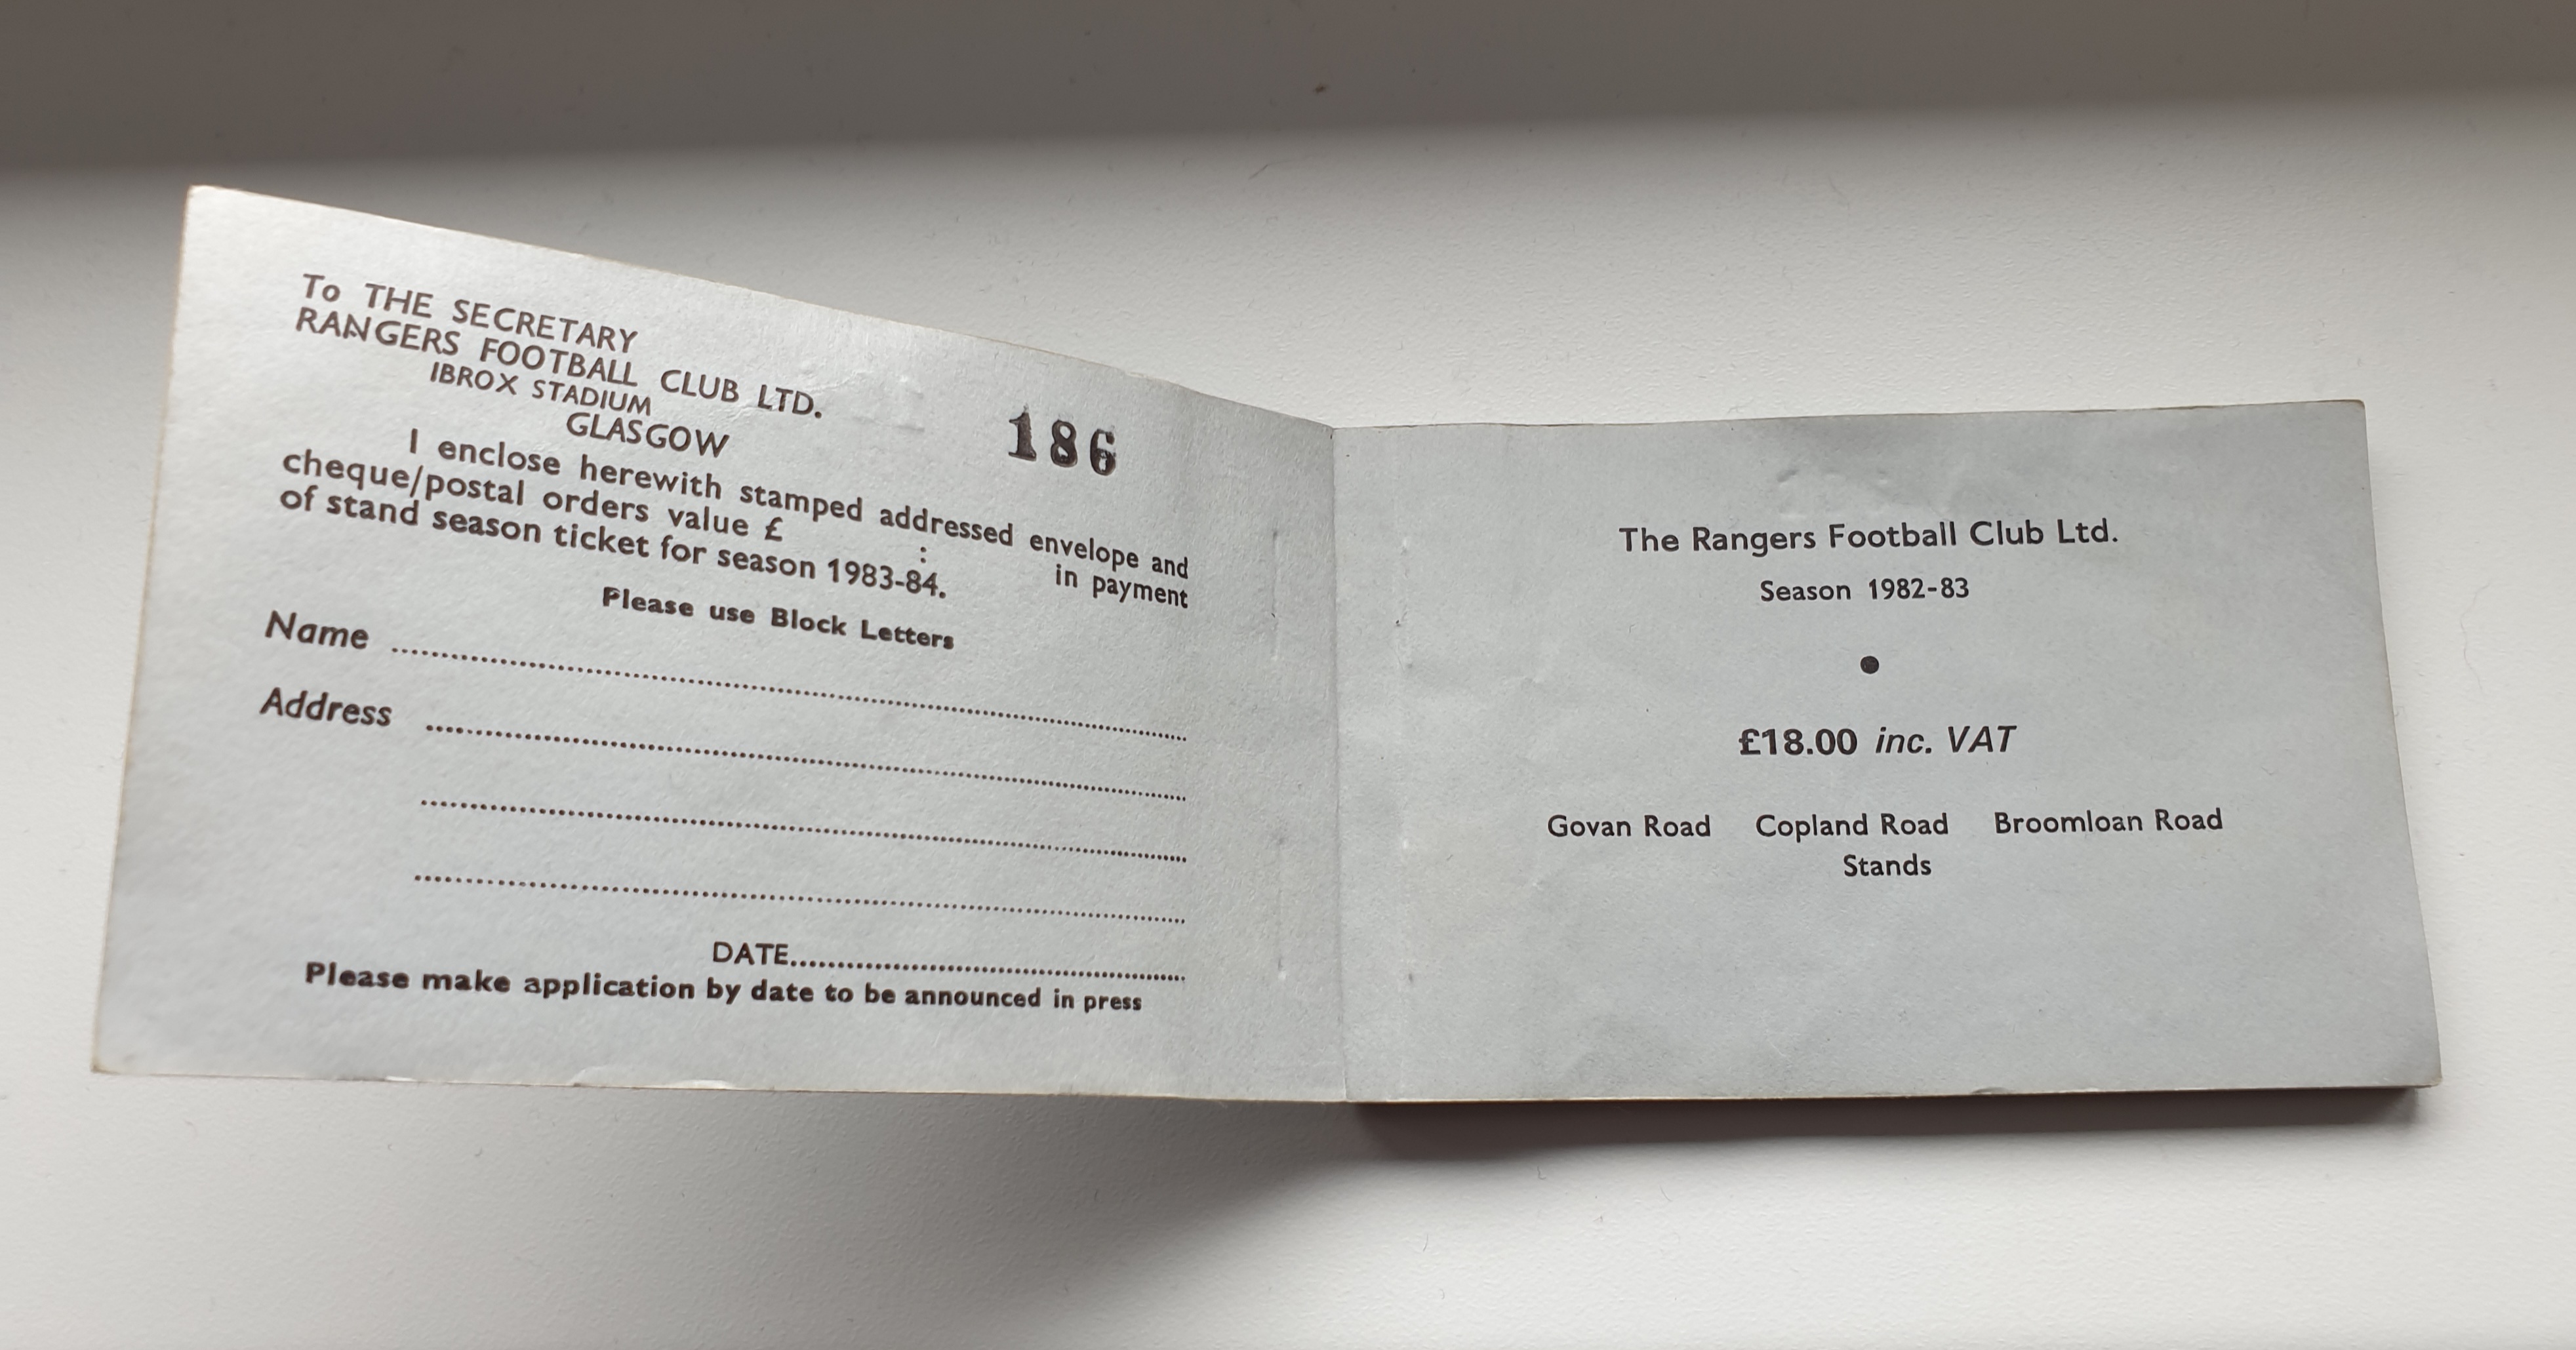 To THE SECRETARY
RANGERS FOOTBALL CLUB LTD.
IBROX STADIUM
GLASGOW
186
I enclose herewith stamped addressed envelope and
cheque/postal orders value £ : in payment
of stand season ticket for season 1983-84.
Please use Block Letters
Name
Address
DATE
Please make application by date to be announced in press
The Rangers Football Club Ltd.
Season 1982-83
●
£18.00 inc. VAT
Govan Road Copland Road Broomloan Road
Stands